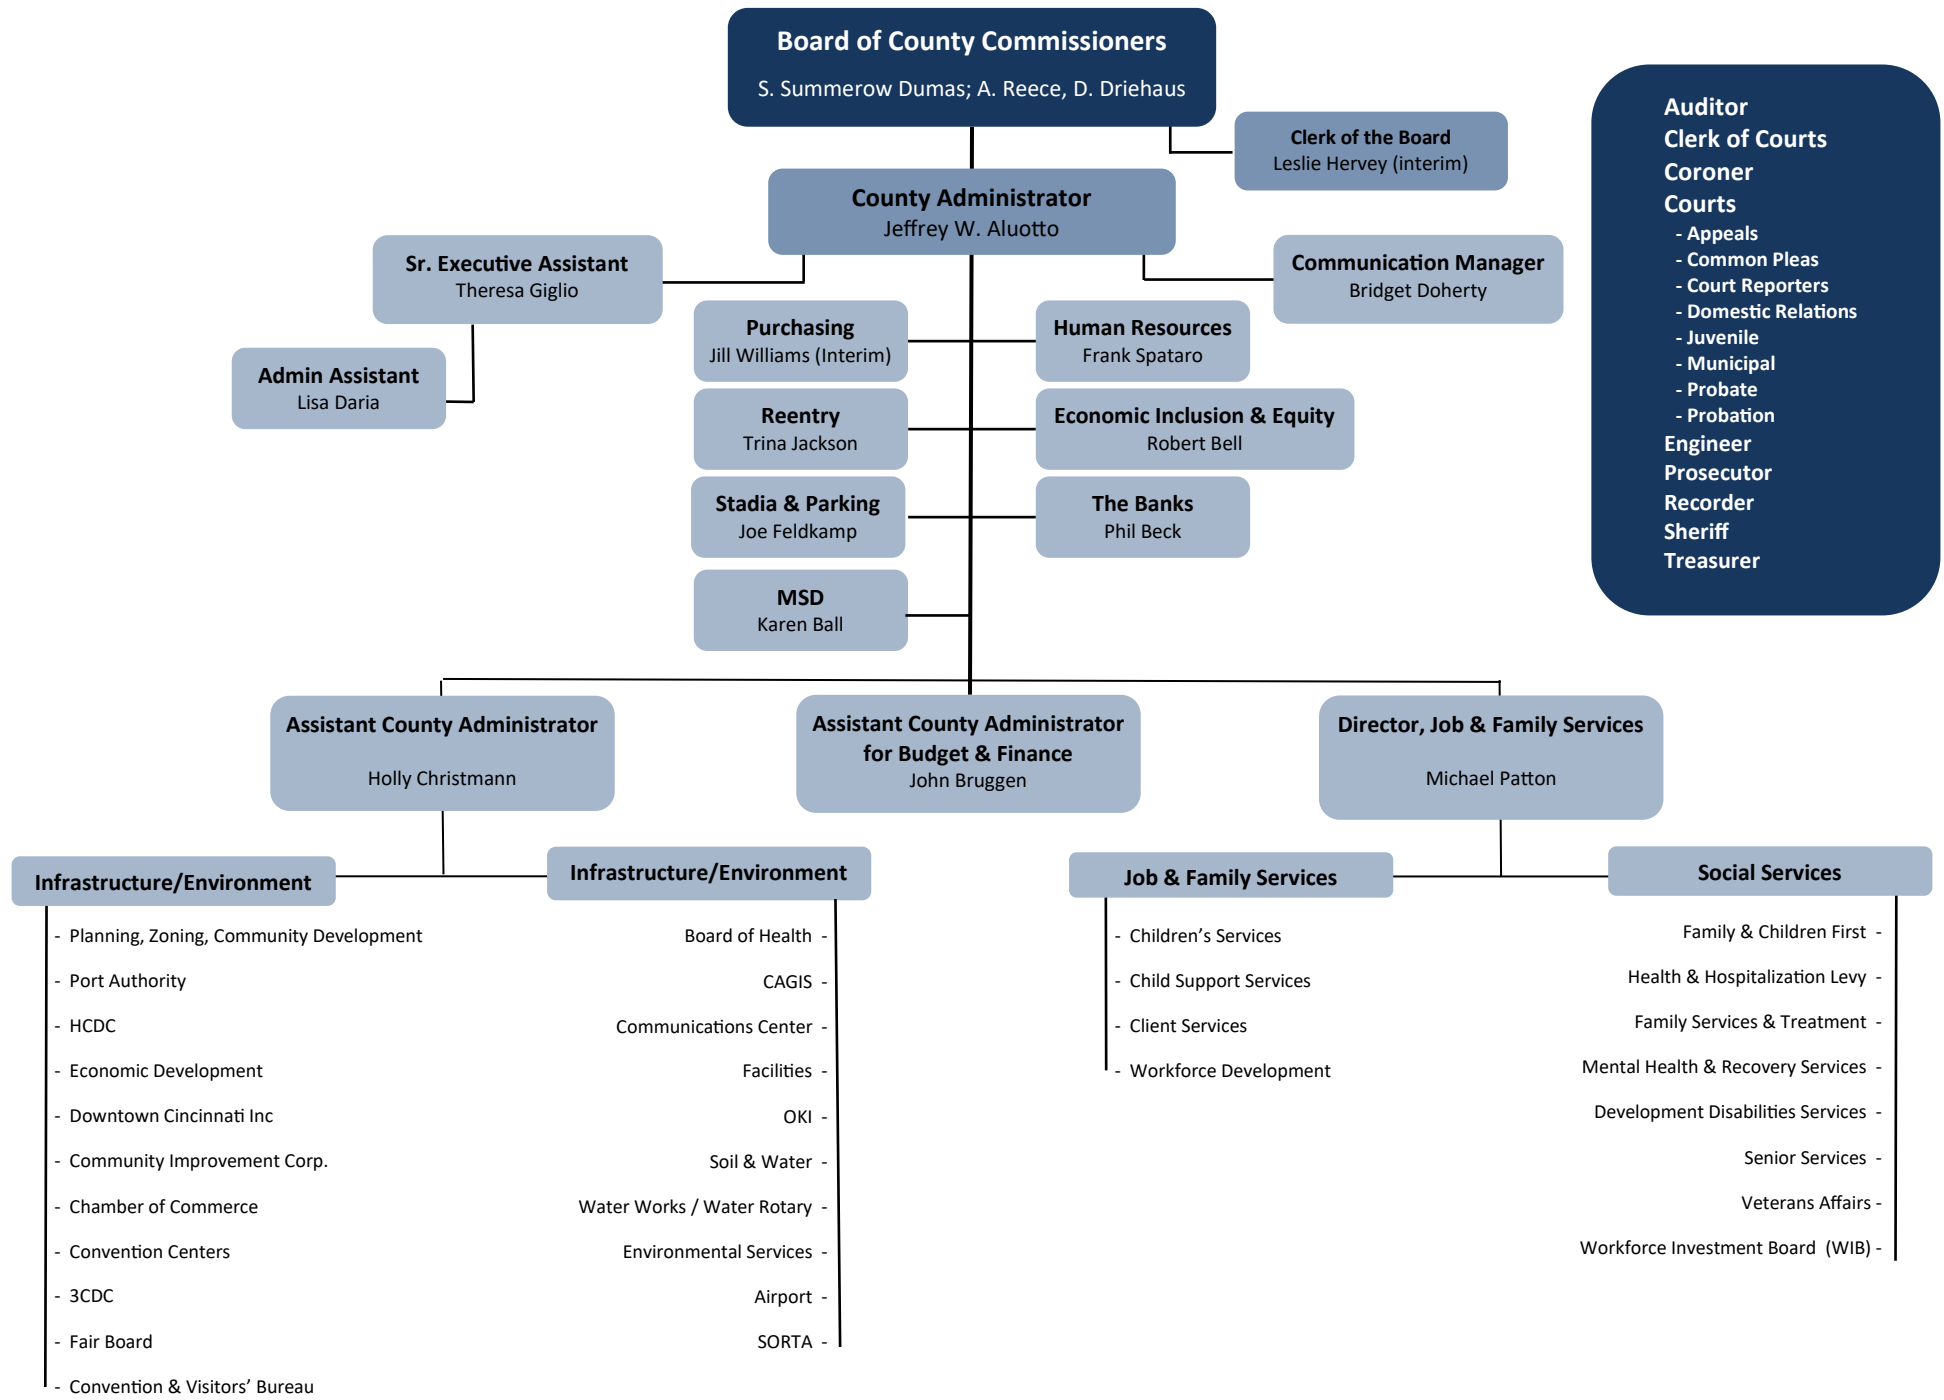 Board of County Commissioners
S. Summerow Dumas; A. Reece, D. Driehaus
Clerk of the Board
Leslie Hervey (interim)
County Administrator
Jeffrey W. Aluotto
Sr. Executive Assistant
Theresa Giglio
Communication Manager
Bridget Doherty
Admin Assistant
Lisa Daria
Purchasing
Jill Williams (Interim)
Human Resources
Frank Spataro
Reentry
Trina Jackson
Economic Inclusion & Equity
Robert Bell
Stadia & Parking
Joe Feldkamp
The Banks
Phil Beck
MSD
Karen Ball
Auditor
Clerk of Courts
Coroner
Courts
- Appeals
- Common Pleas
- Court Reporters
- Domestic Relations
- Juvenile
- Municipal
- Probate
- Probation
Engineer
Prosecutor
Recorder
Sheriff
Treasurer
Assistant County Administrator
Holly Christmann
Assistant County Administrator
for Budget & Finance
John Bruggen
Director, Job & Family Services
Michael Patton
Infrastructure/Environment
- Planning, Zoning, Community Development
- Port Authority
- HCDC
- Economic Development
- Downtown Cincinnati Inc
- Community Improvement Corp.
- Chamber of Commerce
- Convention Centers
- 3CDC
- Fair Board
- Convention & Visitors’ Bureau
Infrastructure/Environment
Board of Health -
CAGIS -
Communications Center -
Facilities -
OKI -
Soil & Water -
Water Works / Water Rotary -
Environmental Services -
Airport -
SORTA -
Job & Family Services
- Children’s Services
- Child Support Services
- Client Services
- Workforce Development
Social Services
Family & Children First -
Health & Hospitalization Levy -
Family Services & Treatment -
Mental Health & Recovery Services -
Development Disabilities Services -
Senior Services -
Veterans Affairs -
Workforce Investment Board (WIB) -